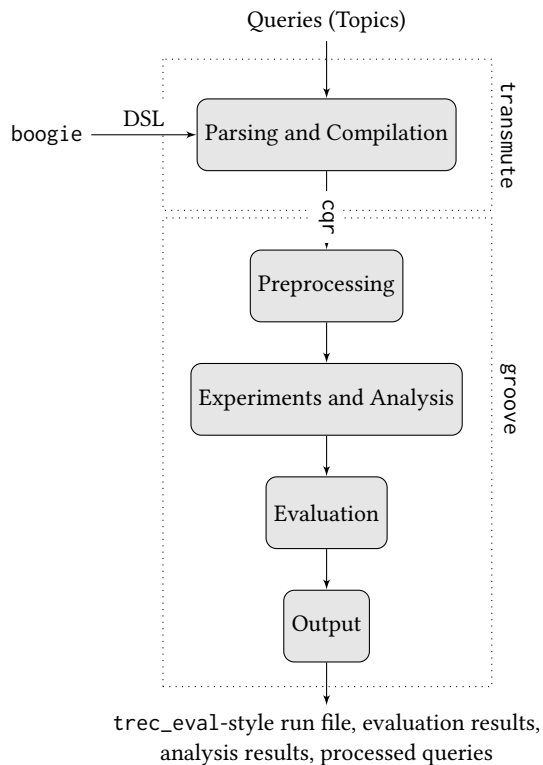 Queries (Topics)
transmute
boogie
DSL
Parsing and Compilation
cqr
Preprocessing
groove
Experiments and Analysis
Evaluation
Output
trec_eval-style run file, evaluation results,
analysis results, processed queries